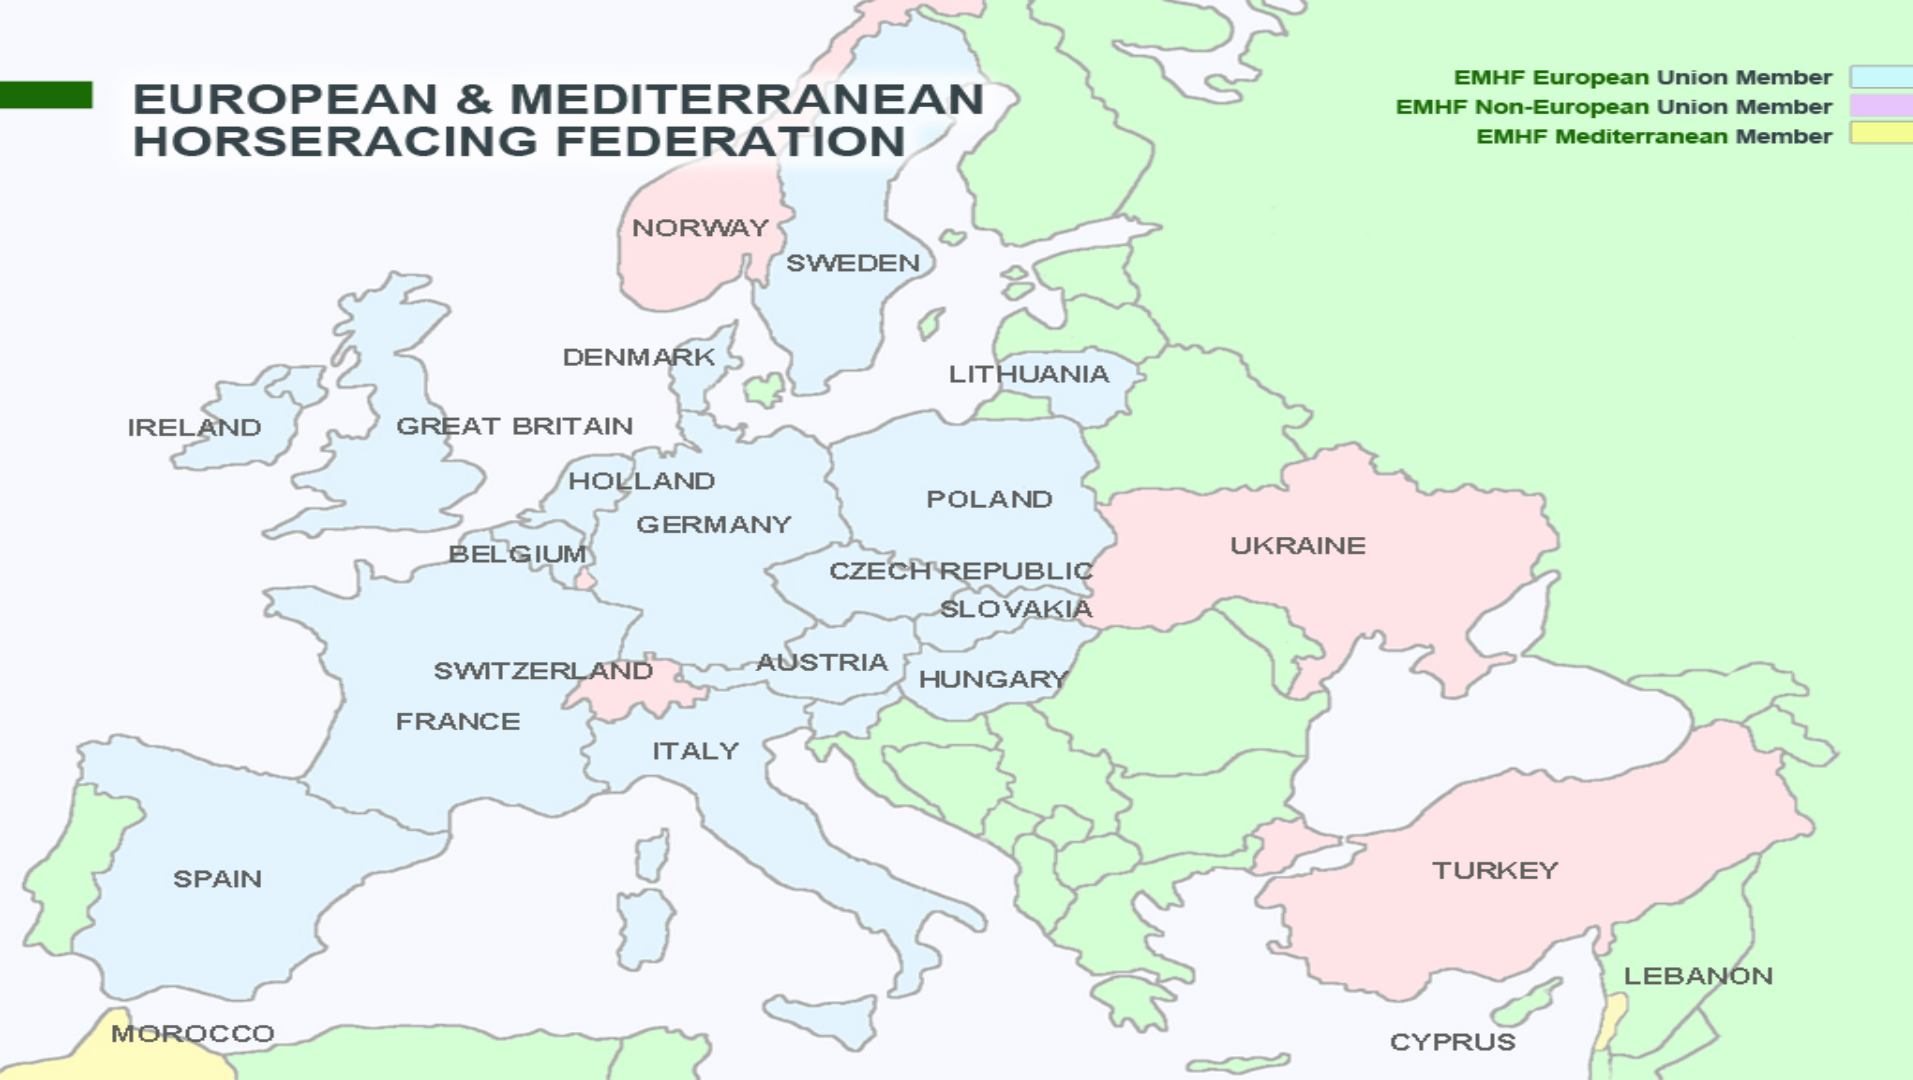 EUROPEAN & MEDITERRANEAN
HORSERACING FEDERATION
EMHF European Union Member
EMHF Non-European Union Member
EMHF Mediterranean Member
NORWAY
SWEDEN
DENMARK
LITHUANIA
IRELAND
GREAT BRITAIN
HOLLAND
POLAND
GERMANY
UKRAINE
BELGIUM
CZECH REPUBLIC
SLOVAKIA
AUSTRIA
SWITZERLAND
HUNGARY
FRANCE
ITALY
TURKEY
SPAIN
LEBANON
MOROCCO
CYPRUS